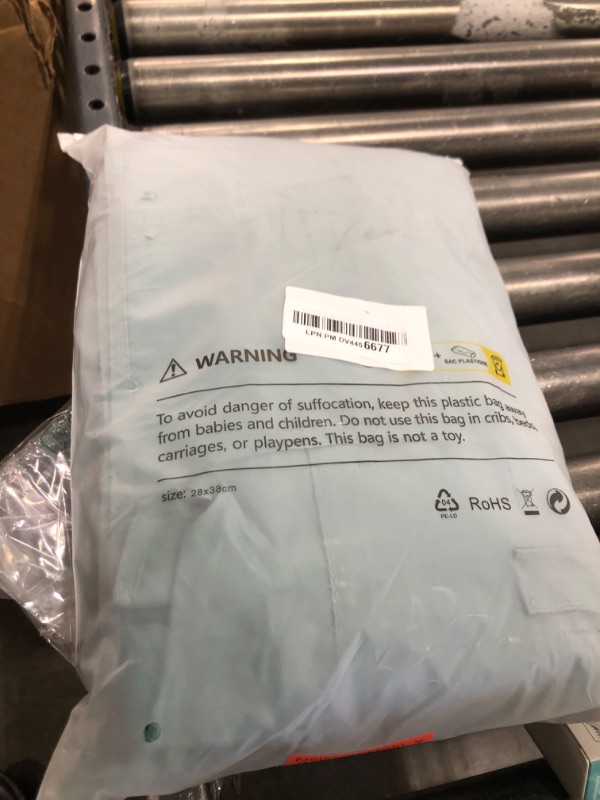 LPN PM DV4456677
WARNING
+ SAC PLASTIQUE
To avoid danger of suffocation, keep this plastic bag away
from babies and children. Do not use this bag in cribs, beds,
carriages, or playpens. This bag is not a toy.
size: 28x38cm
04
PE-LD
RoHS